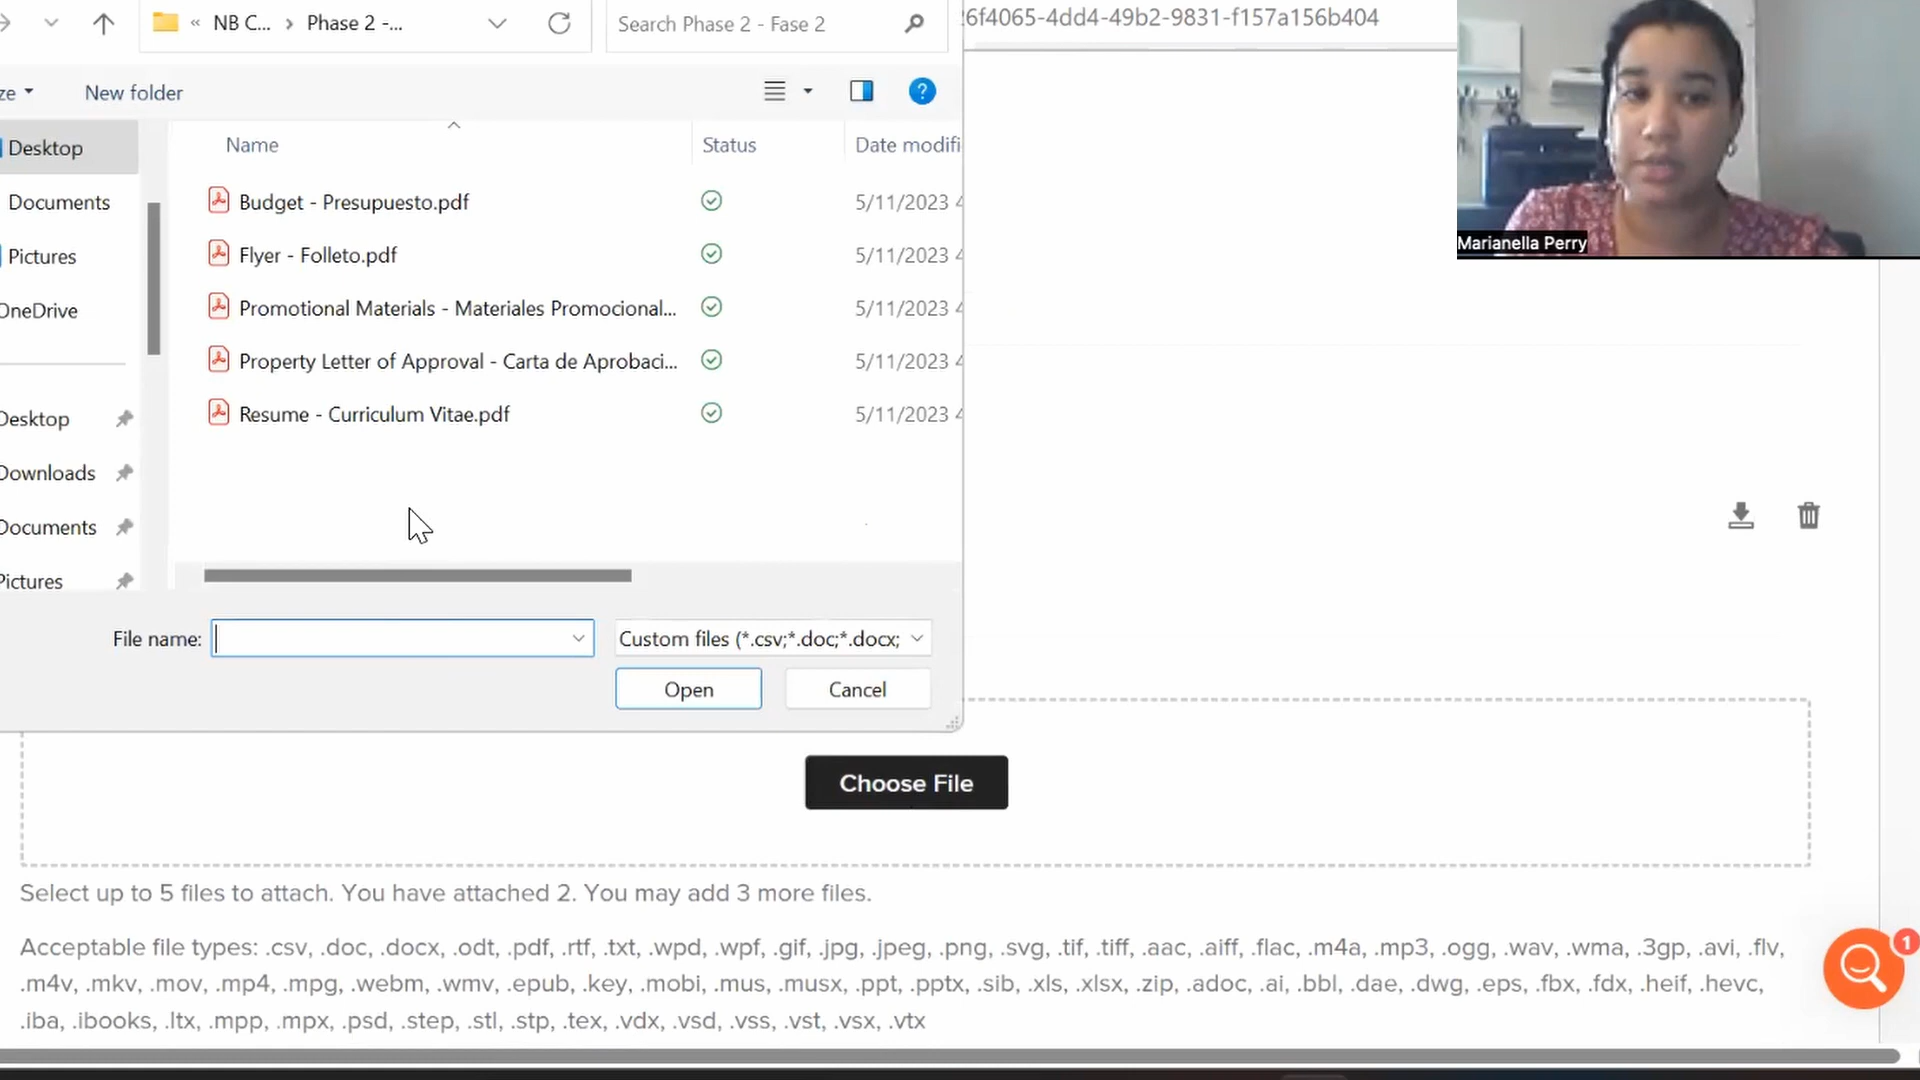 « NB C... › Phase 2 -...
Search Phase 2 - Fase 2
26f4065-4dd4-49b2-9831-f157a156b404
ze
New folder
?
Name
Status
Date modifi
Desktop
Documents
Pictures
OneDrive
Desktop
Downloads
Documents
Pictures
Budget - Presupuesto.pdf
5/11/2023 4
Flyer - Folleto.pdf
5/11/2023 4
Promotional Materials - Materiales Promocional...
5/11/2023 4
Property Letter of Approval - Carta de Aprobaci...
5/11/2023 4
Resume - Curriculum Vitae.pdf
5/11/2023 4
Marianella Perry
File name:
Custom files (*.csv;*.doc;*.docx;
Open
Cancel
Choose File
Select up to 5 files to attach. You have attached 2. You may add 3 more files.
Acceptable file types: .csv, .doc, .docx, .odt, .pdf, .rtf, .txt, .wpd, .wpf, .gif, .jpg, .jpeg, .png, .svg, .tif, .tiff, .aac, .aiff, .flac, .m4a, .mp3, .ogg, .wav, .wma, .3gp, .avi, .flv,
.m4v, .mkv, .mov, .mp4, .mpg, .webm, .wmv, .epub, .key, .mobi, .mus, .musx, .ppt, .pptx, .sib, .xls, .xlsx, .zip, .adoc, .ai, .bbl, .dae, .dwg, .eps, .fbx, .fdx, .heif, .hevc,
.iba, .ibooks, .ltx, .mpp, .mpx, .psd, .step, .stl, .stp, .tex, .vdx, .vsd, .vss, .vst, .vsx, .vtx
1